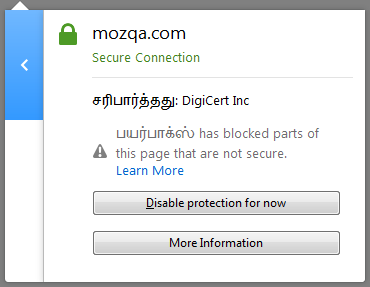 mozqa.com
Secure Connection
சரிபார்த்தது: DigiCert Inc
பயர்பாக்ஸ் has blocked parts of
this page that are not secure.
Learn More
Disable protection for now
More Information